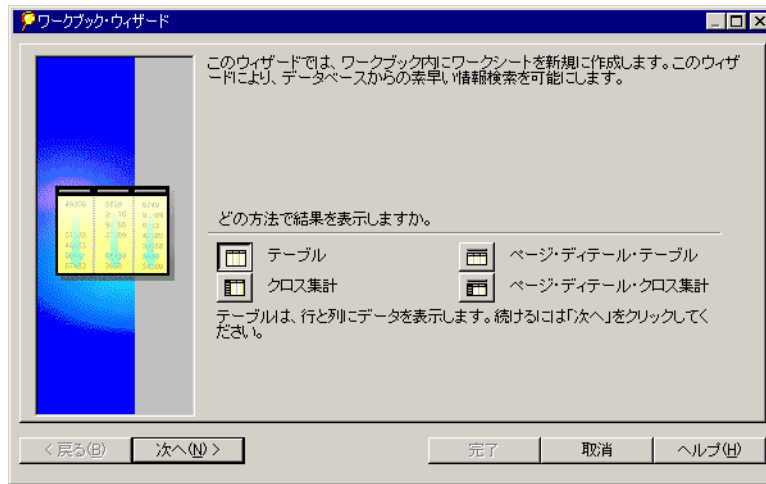 ワークブック・ウィザード
このウィザードでは、ワークブック内にワークシートを新規に作成します。このウィザ
ードにより、データベースからの素早い情報検索を可能にします。
どの方法で結果を表示しますか。
テーブル
ページ・ディテール・テーブル
クロス集計
ページ・ディテール・クロス集計
テーブルは、行と列にデータを表示します。続けるには「次へ」をクリックしてく
ださい。
< 戻る(B)
次へ(N) >
完了
取消
ヘルプ(H)